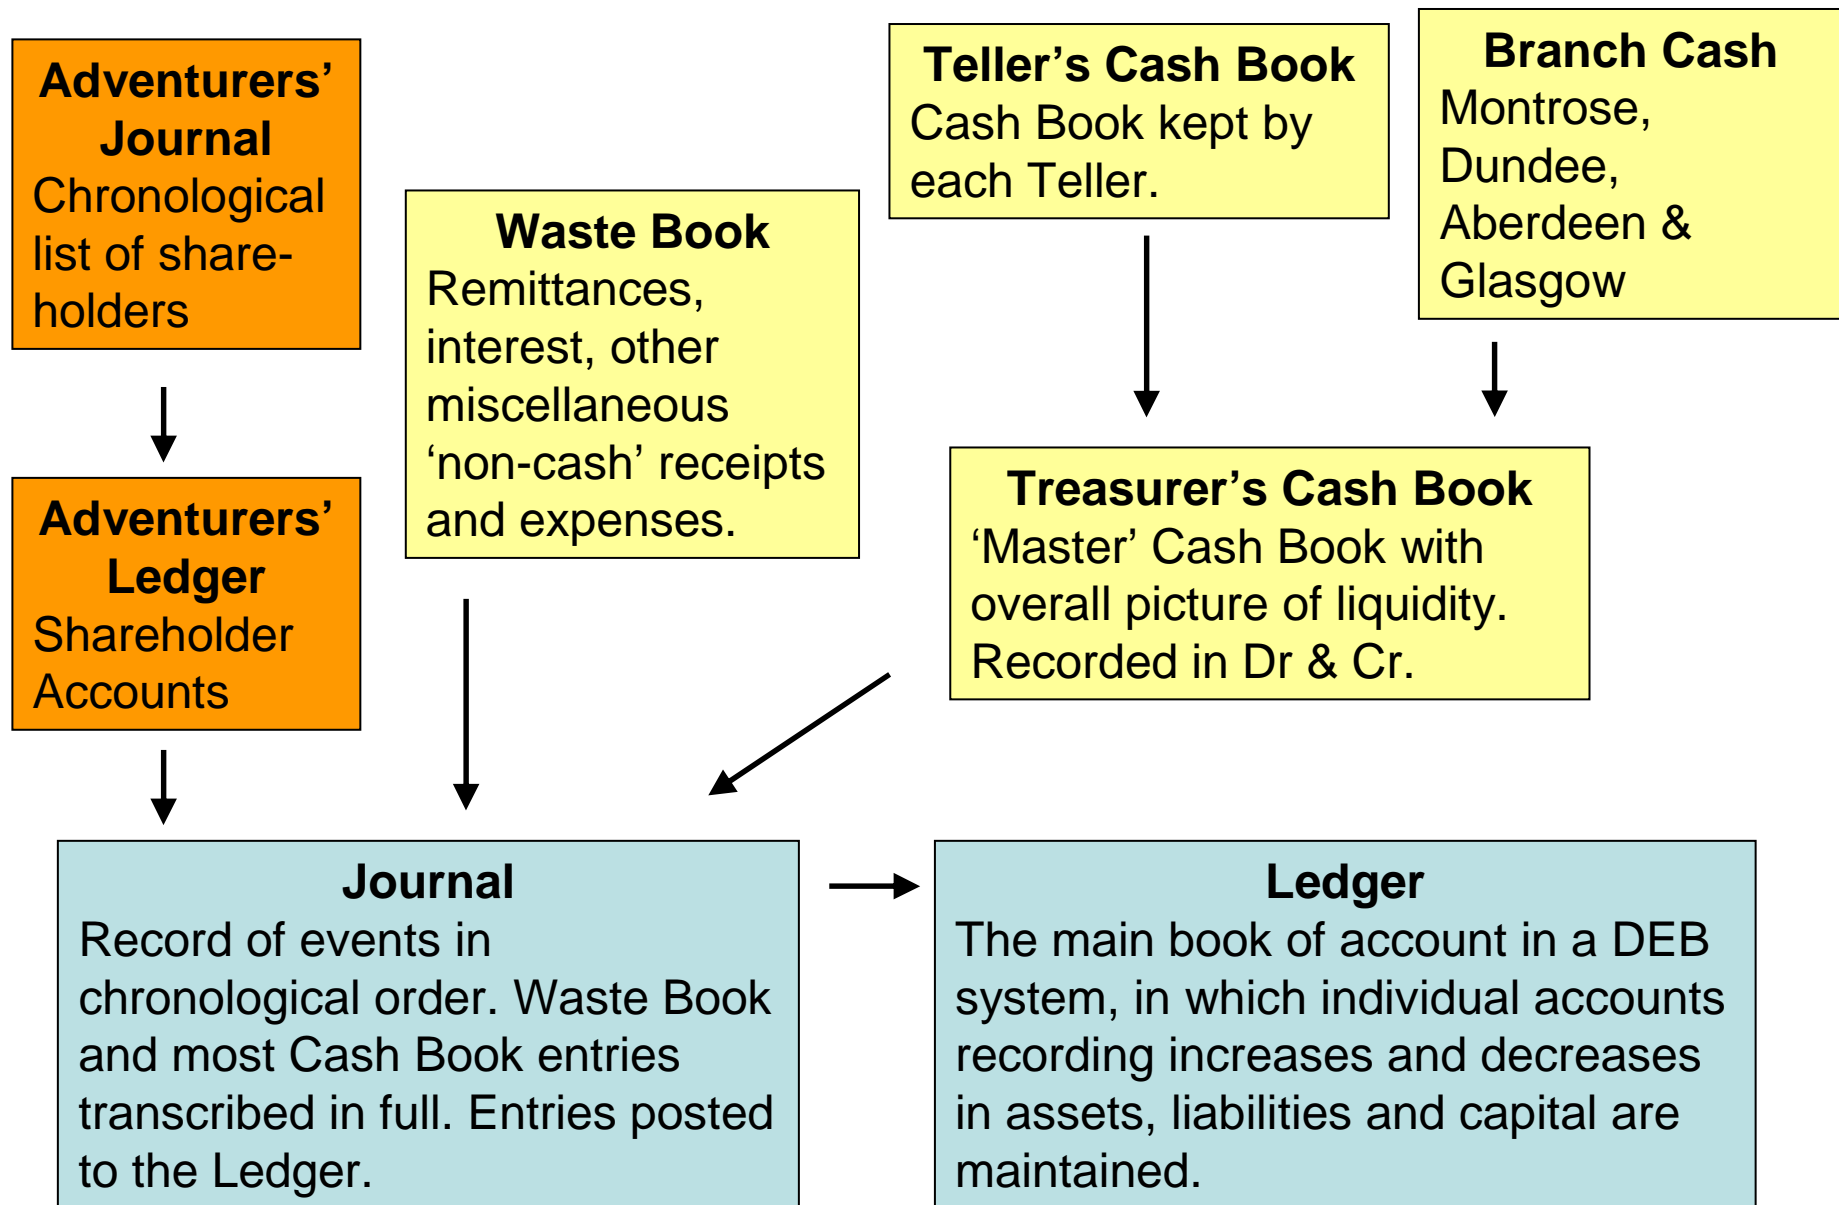 Adventurers’
Journal
Chronological
list of share-
holders
Adventurers’
Ledger
Shareholder
Accounts
Waste Book
Remittances,
interest, other
miscellaneous
‘non-cash’ receipts
and expenses.
Teller’s Cash Book
Cash Book kept by
each Teller.
Branch Cash
Montrose,
Dundee,
Aberdeen &
Glasgow
Treasurer’s Cash Book
‘Master’ Cash Book with
overall picture of liquidity.
Recorded in Dr & Cr.
Journal
Record of events in
chronological order. Waste Book
and most Cash Book entries
transcribed in full. Entries posted
to the Ledger.
Ledger
The main book of account in a DEB
system, in which individual accounts
recording increases and decreases
in assets, liabilities and capital are
maintained.